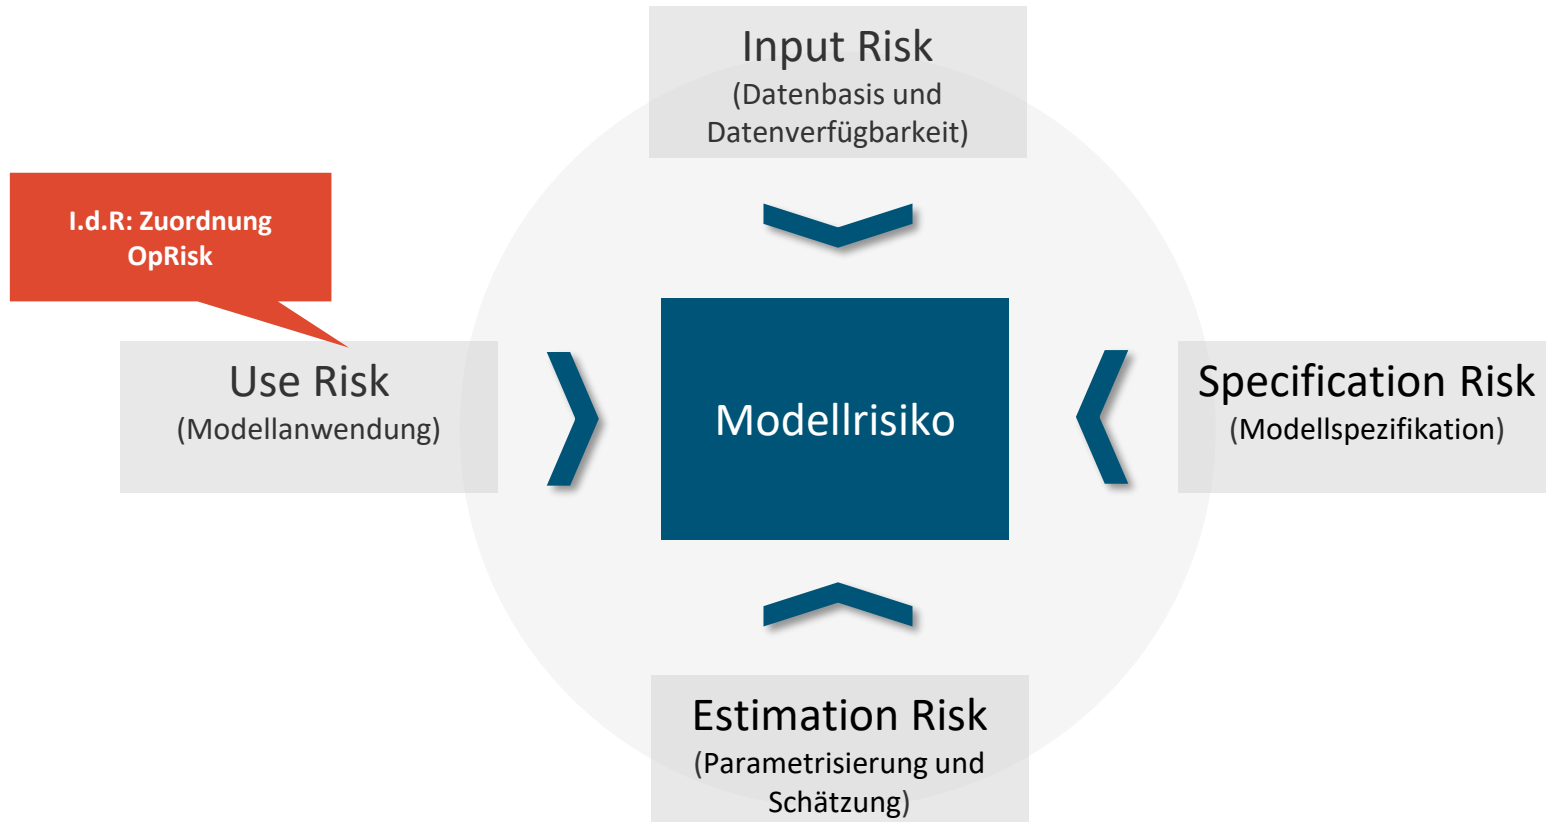 Input Risk
(Datenbasis und
Datenverfügbarkeit)
I.d.R: Zuordnung
OpRisk
Use Risk
(Modellanwendung)
Modellrisiko
Specification Risk
(Modellspezifikation)
Estimation Risk
(Parametrisierung und
Schätzung)